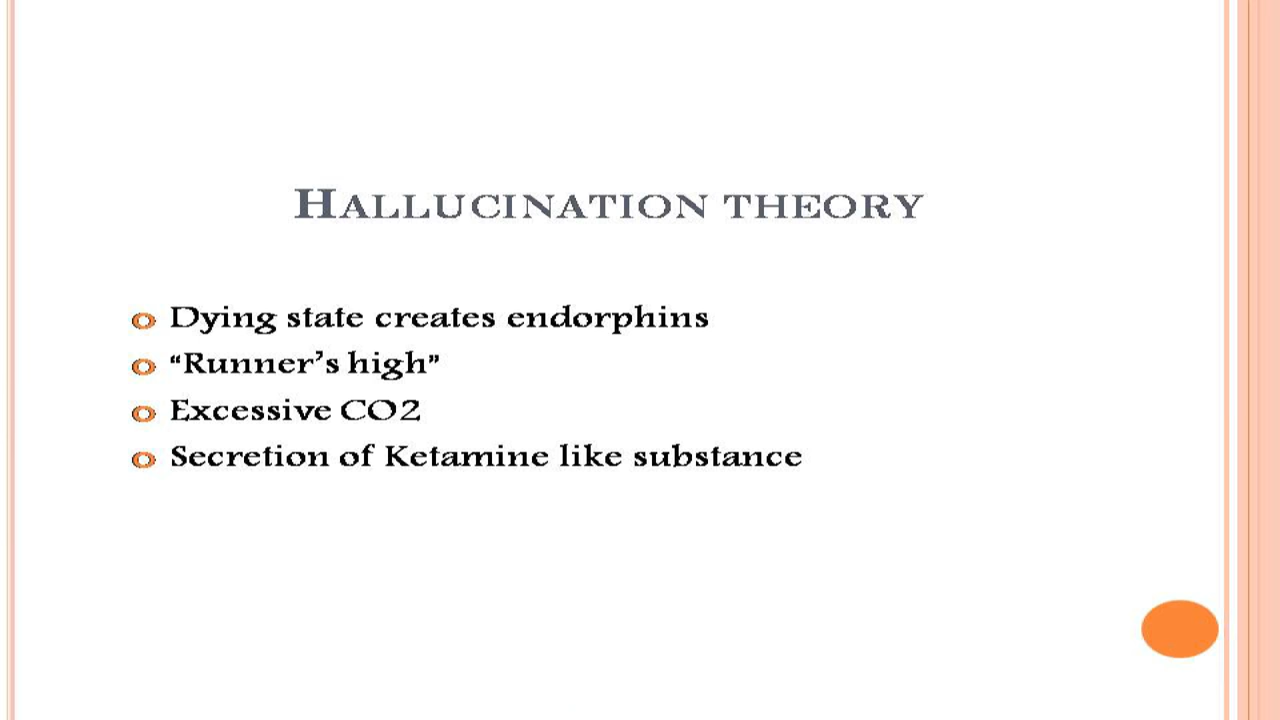 Hallucination theory
Dying state creates endorphins
“Runner’s high”
Excessive CO2
Secretion of Ketamine like substance